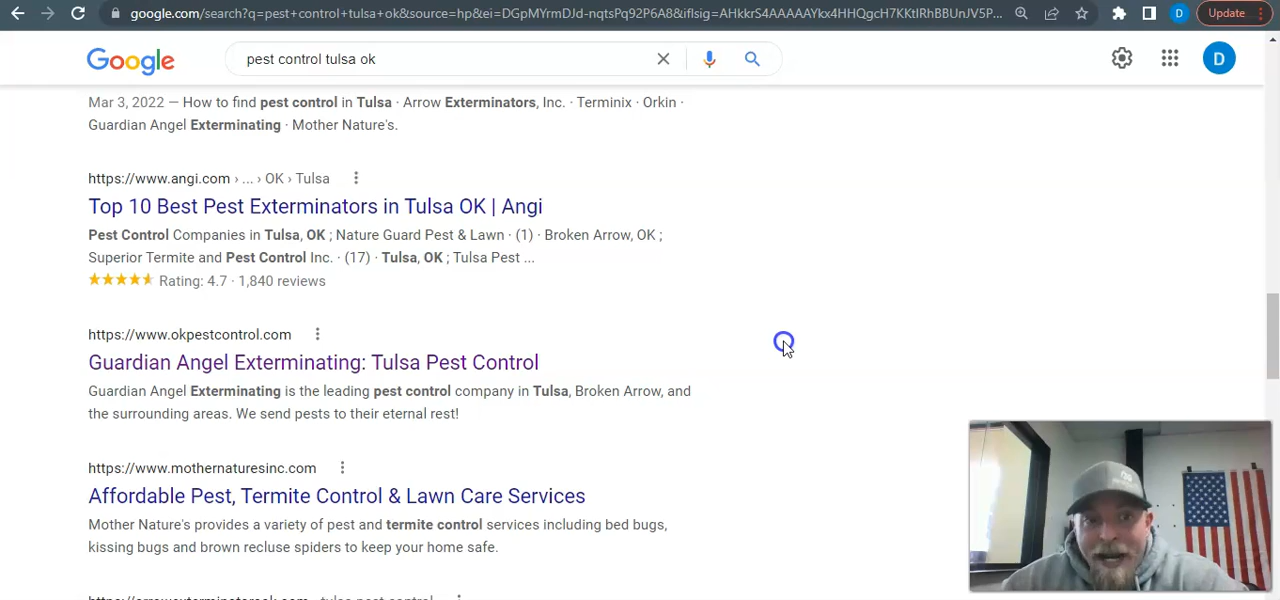 google.com/search?q=pest+control+tulsa+ok&source=hp&ei=DGpMYrmDJd-nqtsPq92P6A8&iflsig=AHkkrS4AAAAAYkx4HHQgcH7KKtlRhBBUnJV5P...
D
Update
Google
pest control tulsa ok
D
Mar 3, 2022 — How to find pest control in Tulsa · Arrow Exterminators, Inc. · Terminix · Orkin ·
Guardian Angel Exterminating · Mother Nature's.
https://www.angi.com › ... › OK › Tulsa
Top 10 Best Pest Exterminators in Tulsa OK | Angi
Pest Control Companies in Tulsa, OK ; Nature Guard Pest & Lawn · (1) · Broken Arrow, OK ;
Superior Termite and Pest Control Inc. · (17) · Tulsa, OK ; Tulsa Pest ...
Rating: 4.7 · 1,840 reviews
https://www.okpestcontrol.com
Guardian Angel Exterminating: Tulsa Pest Control
Guardian Angel Exterminating is the leading pest control company in Tulsa, Broken Arrow, and
the surrounding areas. We send pests to their eternal rest!
https://www.mothernaturesinc.com
Affordable Pest, Termite Control & Lawn Care Services
Mother Nature's provides a variety of pest and termite control services including bed bugs,
kissing bugs and brown recluse spiders to keep your home safe.